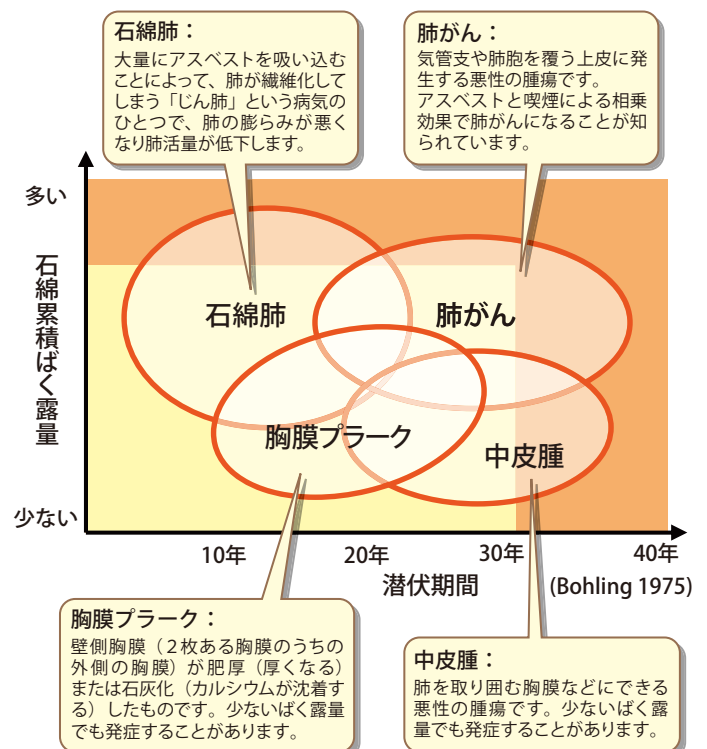 石綿肺：
大量にアスベストを吸い込む
ことによって、肺が繊維化して
しまう「じん肺」という病気の
ひとつで、肺の膨らみが悪く
なり肺活量が低下します。
肺がん：
気管支や肺胞を覆う上皮に発
生する悪性の腫瘍です。
アスベストと喫煙による相乗
効果で肺がんになることが知
られています。
多い
石綿累積ばく露量
少ない
石綿肺
肺がん
胸膜プラーク
中皮腫
10年
20年
30年
40年
潜伏期間
(Bohling 1975)
胸膜プラーク：
壁側胸膜（２枚ある胸膜のうちの
外側の胸膜）が肥厚（厚くなる）
または石灰化（カルシウムが沈着す
る）したものです。少ないばく露量
でも発症することがあります。
中皮腫：
肺を取り囲む胸膜などにできる
悪性の腫瘍です。少ないばく露
量でも発症することがあります。